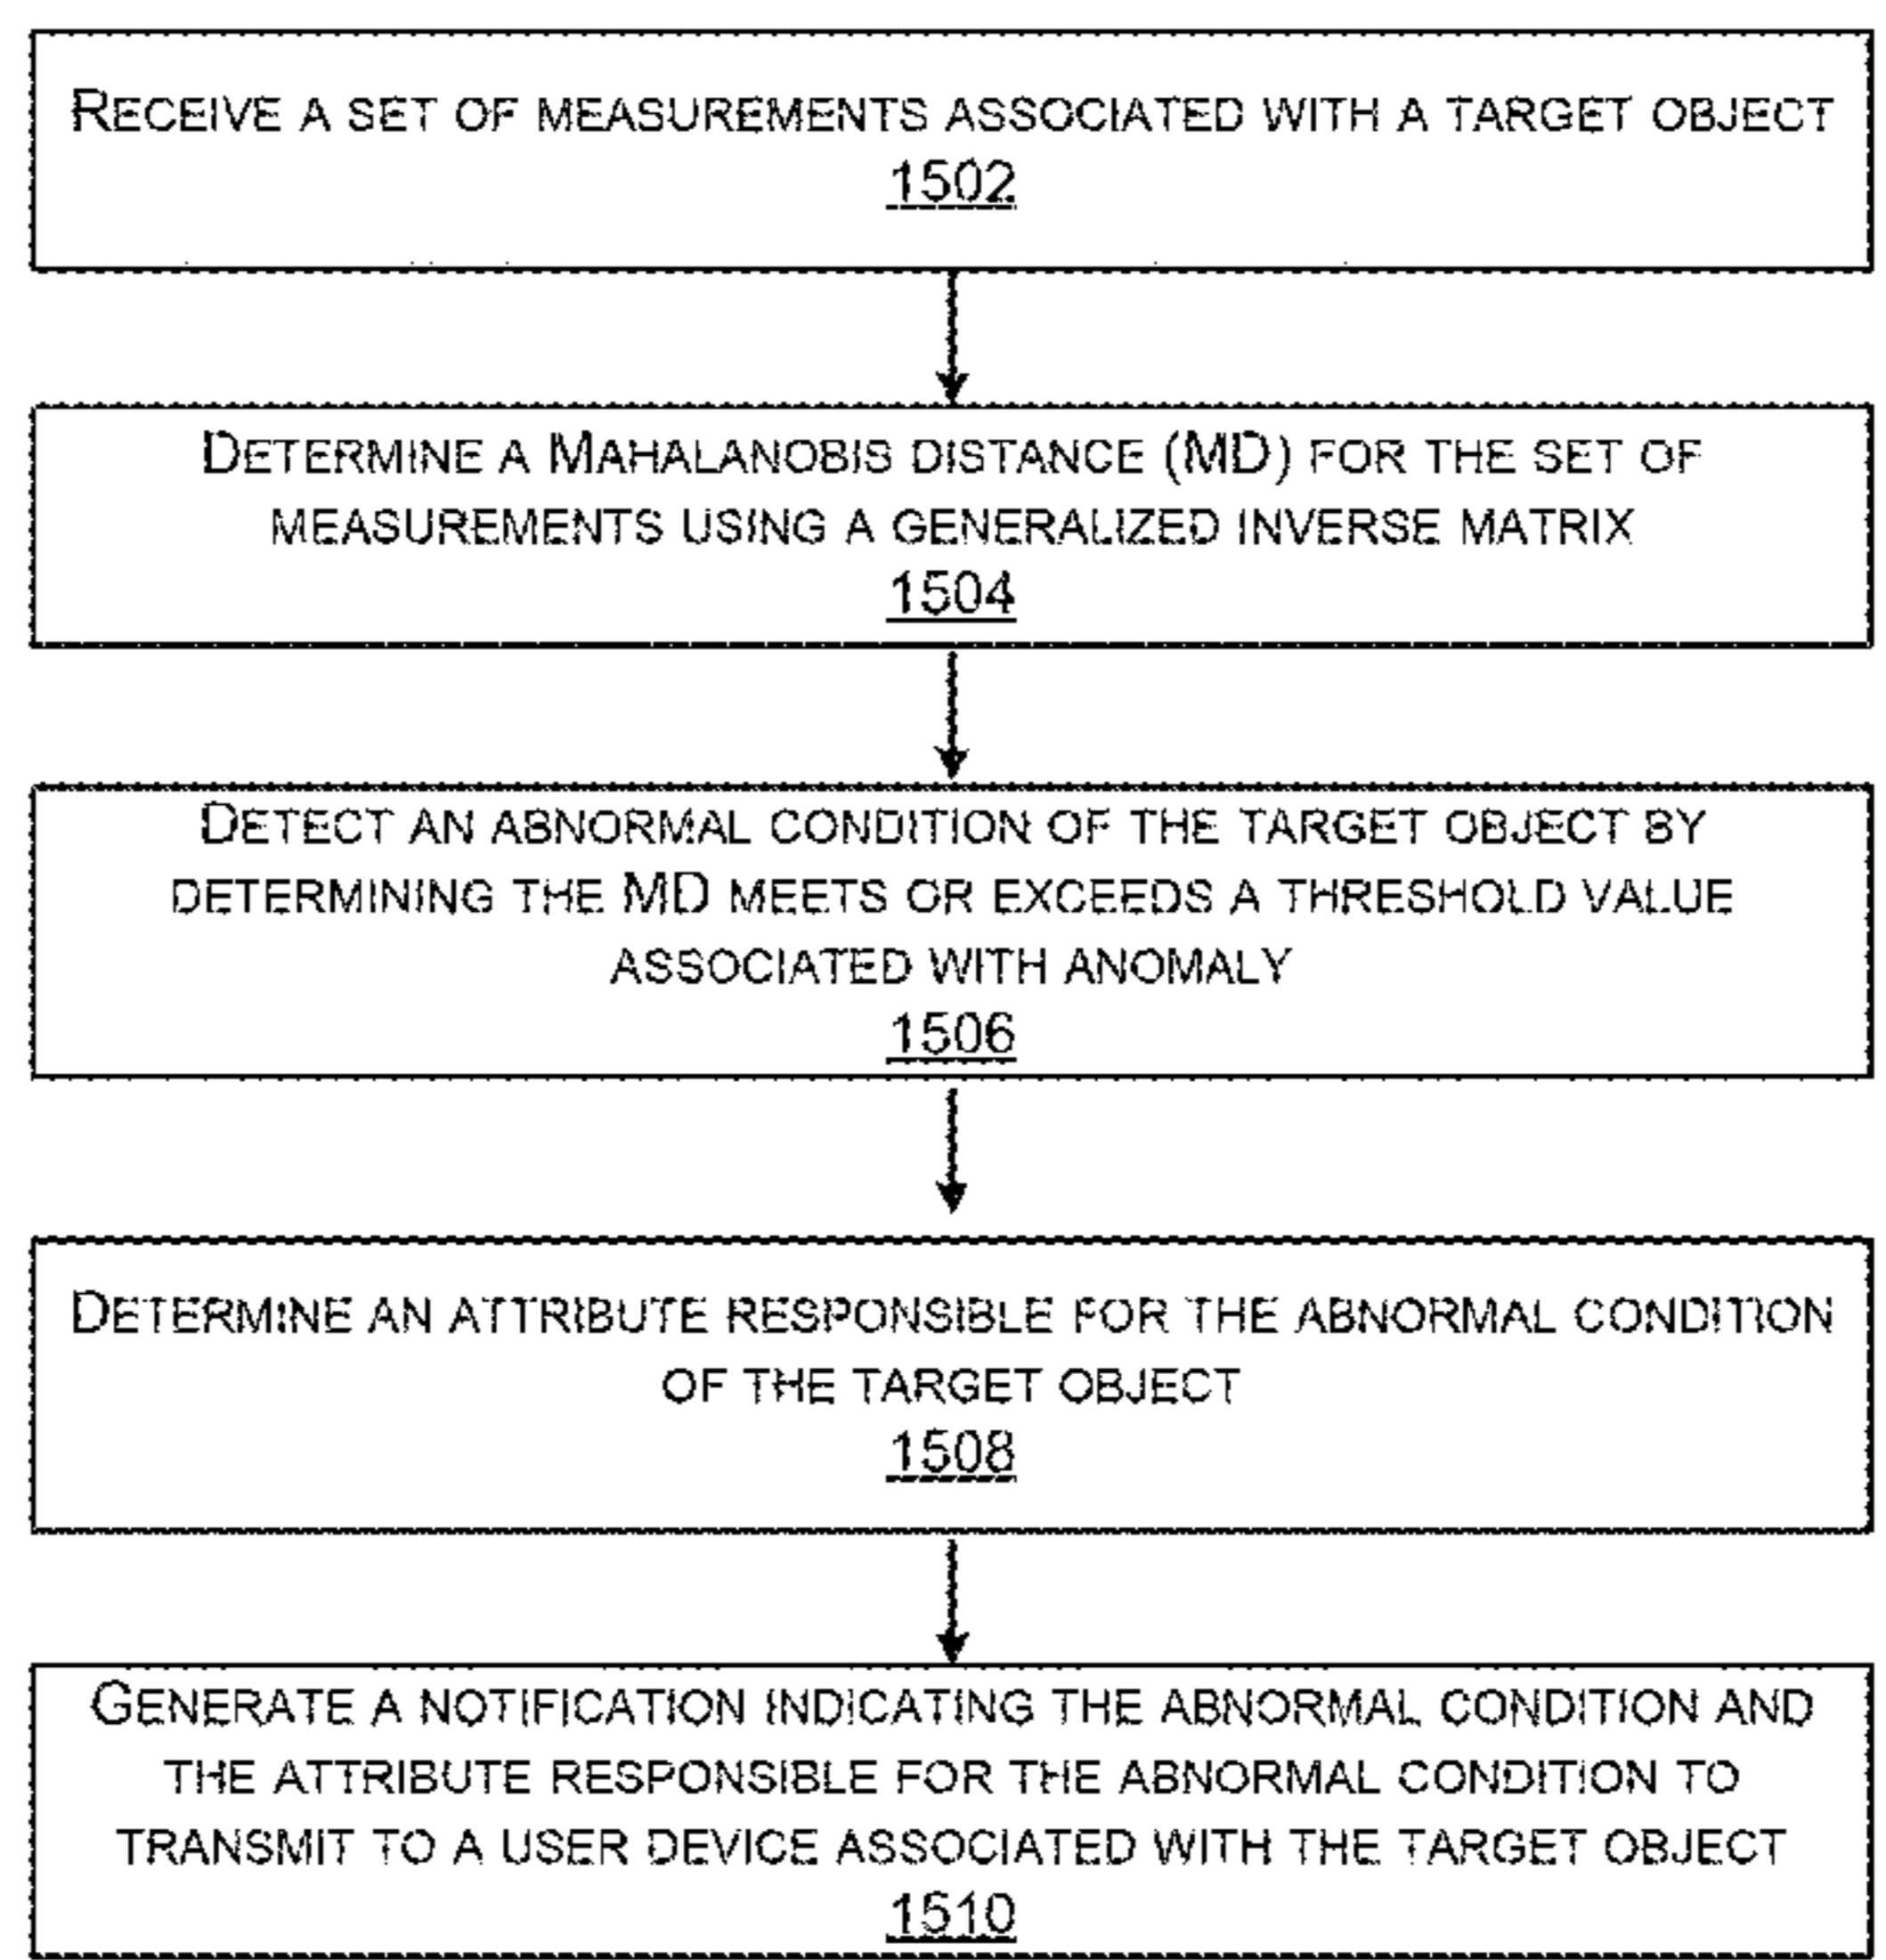 RECEIVE A SET OF MEASUREMENTS ASSOCIATED WITH A TARGET OBJECT
1502
DETERMINE A MAHALANOBIS DISTANCE (MD) FOR THE SET OF
MEASUREMENTS USING A GENERALIZED INVERSE MATRIX
1504
DETECT AN ABNORMAL CONDITION OF THE TARGET OBJECT BY
DETERMINING THE MD MEETS OR EXCEEDS A THRESHOLD VALUE
ASSOCIATED WITH ANOMALY
1506
DETERMINE AN ATTRIBUTE RESPONSIBLE FOR THE ABNORMAL CONDITION
OF THE TARGET OBJECT
1508
GENERATE A NOTIFICATION INDICATING THE ABNORMAL CONDITION AND
THE ATTRIBUTE RESPONSIBLE FOR THE ABNORMAL CONDITION TO
TRANSMIT TO A USER DEVICE ASSOCIATED WITH THE TARGET OBJECT
1510